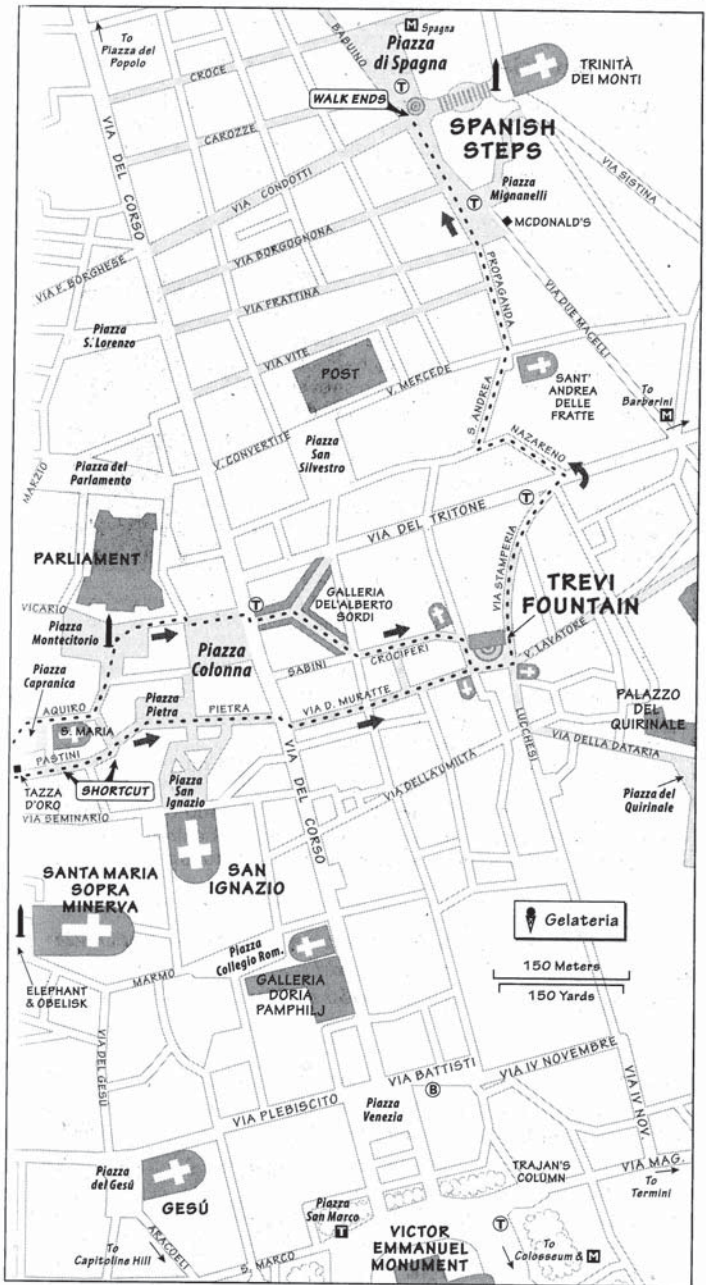 M Spagna
Piazza
di Spagna
To
Piazza del
Popolo
BABUINO
CROCE
TRINITÀ
DEI MONTI
T
WALK ENDS
CAROZZE
SPANISH
STEPS
VIA DEL CORSO
VIA CONDOTTI
VIA SISTINA
Piazza
Mignanelli
T
MCDONALD'S
VIA BORGOGNONA
VIA F. BORGHESE
PROPAGANDA
VIA FRATTINA
VIA DUE MACELLI
Piazza
S. Lorenzo
VIA VITE
POST
V. MERCEDE
SANT'
ANDREA
DELLE
FRATTE
To
Barberini
M
S. ANDREA
V. CONVERTITE
Piazza
San
Silvestro
NAZARENO
MARZIO
Piazza del
Parlamento
T
VIA DEL TRITONE
PARLIAMENT
VIA STAMPERIA
TREVI
FOUNTAIN
GALLERIA
DEL'ALBERTO
SORDI
T
VICARIO
Piazza
Montecitorio
Piazza
Colonna
CROCIFERI
SABINI
V. LAVATORE
Piazza
Capranica
Piazza
Pietra
PIETRA
VIA D. MURATTE
PALAZZO
DEL
QUIRINALE
AQUIRO
S. MARIA
PASTINI
LUCCHESI
VIA DELLA DATARIA
TAZZA
D'ORO
SHORTCUT
Piazza
San
Ignazio
VIA DEL CORSO
VIA DELLA UMILTÀ
Piazza del
Quirinale
VIA SEMINARIO
SANTA MARIA
SOPRA
MINERVA
SAN
IGNAZIO
Gelateria
Piazza
Collegio Rom.
150 Meters
150 Yards
ELEPHANT
& OBELISK
MARMO
GALLERIA
DORIA
PAMPHILJ
VIA DEL GESÚ
VIA BATTISTI
VIA IV NOVEMBRE
B
VIA PLEBISCITO
Piazza
Venezia
VIA IV NOV.
TRAJAN'S
COLUMN
VIA MAG.
To
Termini
Piazza
del Gesú
GESÚ
Piazza
San Marco
T
ARACOELI
To
Capitoline Hill
S. MARCO
VICTOR
EMMANUEL
MONUMENT
T
To
Colosseum & M